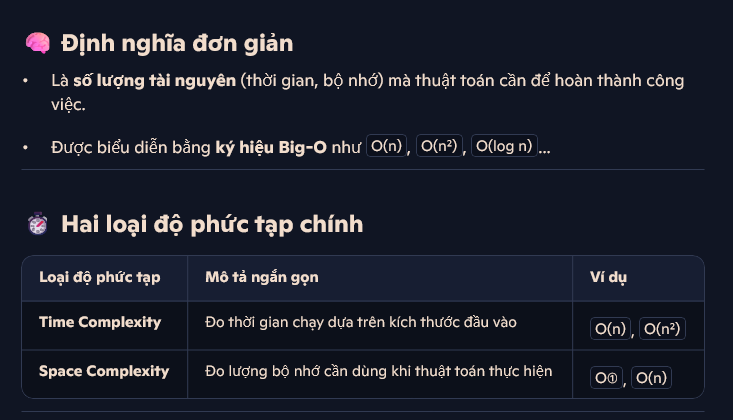 🧠 Định nghĩa đơn giản
• Là số lượng tài nguyên (thời gian, bộ nhớ) mà thuật toán cần để hoàn thành công
việc.
• Được biểu diễn bằng ký hiệu Big-O như O(n), O(n²), O(log n)...
⏱️ Hai loại độ phức tạp chính
Loại độ phức tạp Mô tả ngắn gọn Ví dụ
Time Complexity Đo thời gian chạy dựa trên kích thước đầu vào O(n), O(n²)
Space Complexity Đo lượng bộ nhớ cần dùng khi thuật toán thực hiện O①, O(n)